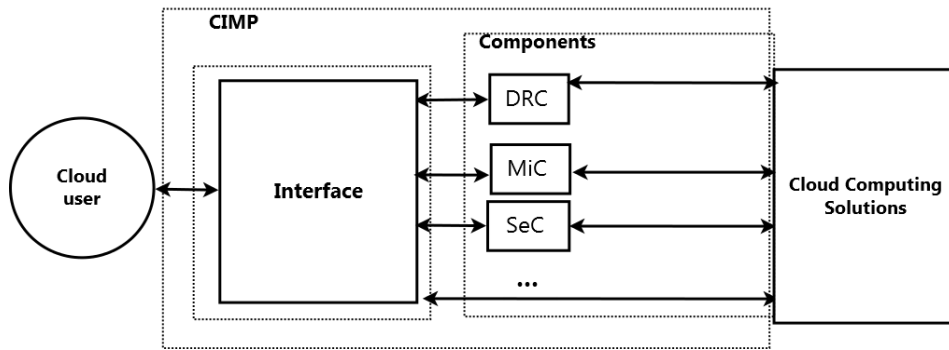 CIMP
Components
DRC
Cloud
user
Interface
MiC
SeC
...
Cloud Computing
Solutions